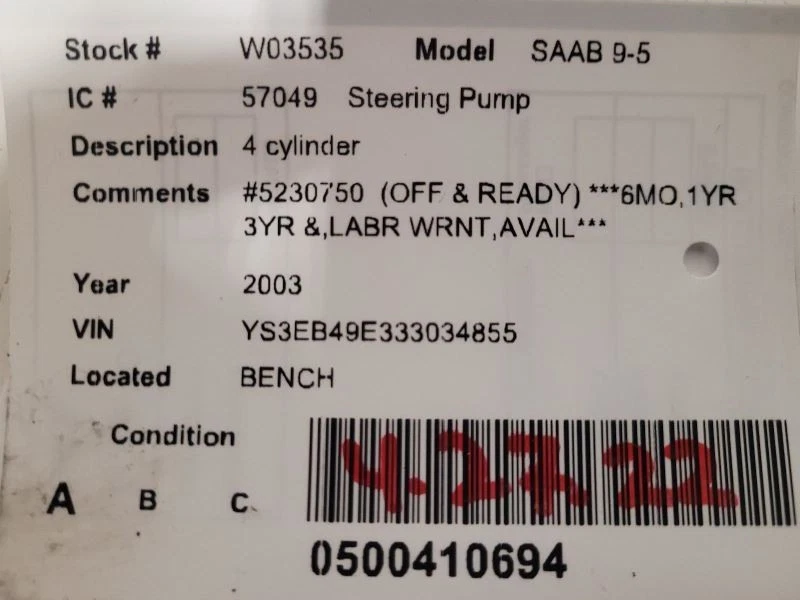 Stock # W03535 Model SAAB 9-5
IC # 57049 Steering Pump
Description 4 cylinder
Comments #5230750 (OFF & READY) ***6MO,1YR
3YR &,LABR WRNT,AVAIL***
Year 2003
VIN YS3EB49E333034855
Located BENCH
Condition
A B C
4.27.22
0500410694